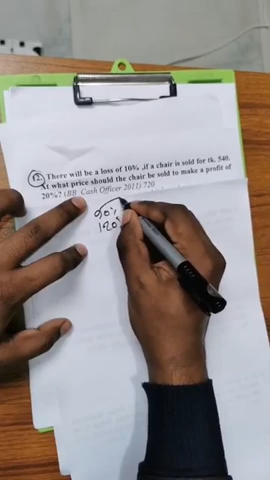 12. There will be a loss of 10% ,if a chair is sold for tk. 540.
At what price should the chair be sold to make a profit of
20%? (BB Cash Officer 2011) 720
90%
120